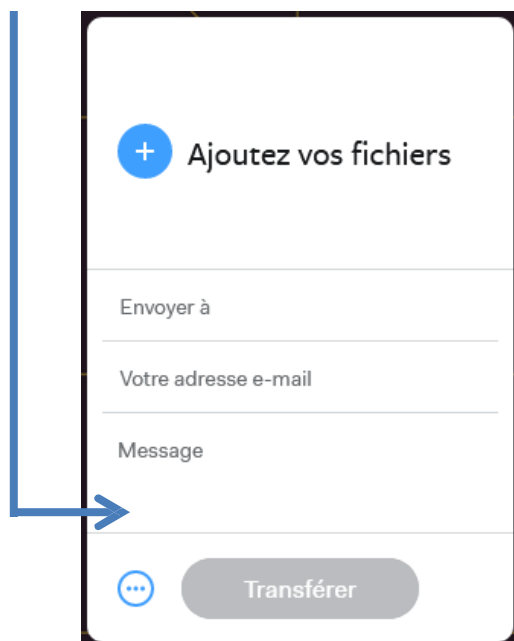 Ajoutez vos fichiers
Envoyer à
Votre adresse e-mail
Message
Transférer